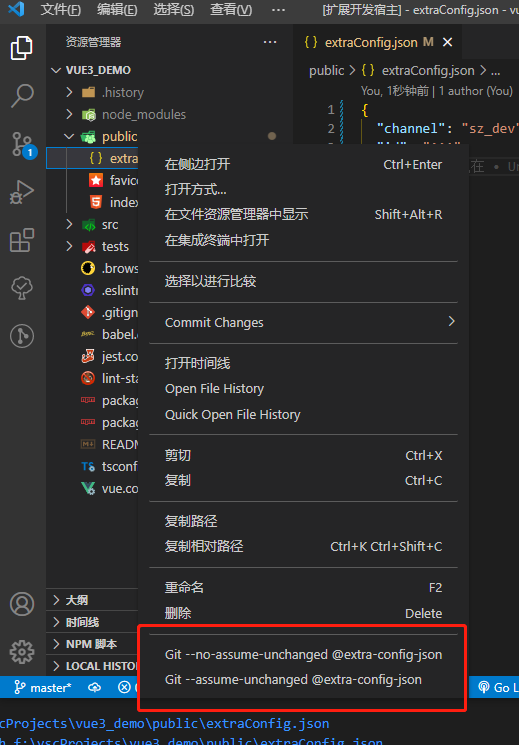 文件(F) 编辑(E) 选择(S) 查看(V) ... [扩展开发宿主] - extraConfig.json - vu
资源管理器 ...
{ } extraConfig.json M ×
VUE3_DEMO
public > { } extraConfig.json > ...
.history
You, 1秒钟前 | 1 author (You)
node_modules
1 {
public
2 "channel": "sz_dev"
{ } extra
favic
index
src
tests
.brows
.eslint
.gitign
babel.
jest.co
lint-sta
packag
packag
README
tsconf
vue.co
1
在侧边打开 Ctrl+Enter
打开方式...
在文件资源管理器中显示 Shift+Alt+R
在集成终端中打开
选择以进行比较
Commit Changes
打开时间线
Open File History
Quick Open File History
剪切 Ctrl+X
复制 Ctrl+C
复制路径
复制相对路径 Ctrl+K Ctrl+Shift+C
重命名 F2
删除 Delete
Git --no-assume-unchanged @extra-config-json
Git --assume-unchanged @extra-config-json
大纲
时间线
NPM 脚本
LOCAL HISTO
master* 0 Go L
scProjects\vue3_demo\public\extraConfig.json
h f:\vscProjects\vue3_demo\public\extraConfig.json